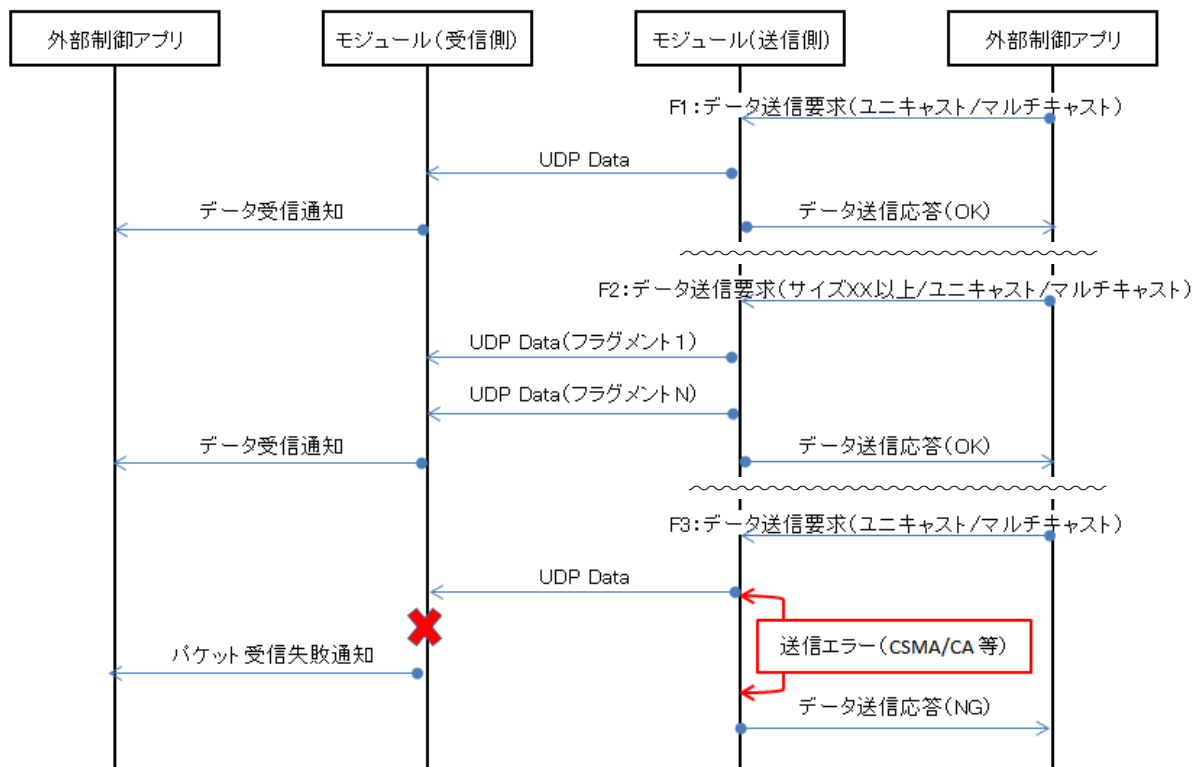 外部制御アプリ
モジュール(受信側)
モジュール(送信側)
外部制御アプリ
F1:データ送信要求(ユニキャスト/マルチキャスト)
UDP Data
データ受信通知
データ送信応答(OK)
F2:データ送信要求(サイズXX以上/ユニキャスト/マルチキャスト)
UDP Data(フラグメント1)
UDP Data(フラグメントN)
データ受信通知
データ送信応答(OK)
F3:データ送信要求(ユニキャスト/マルチキャスト)
UDP Data
送信エラー(CSMA/CA 等)
パケット受信失敗通知
データ送信応答(NG)